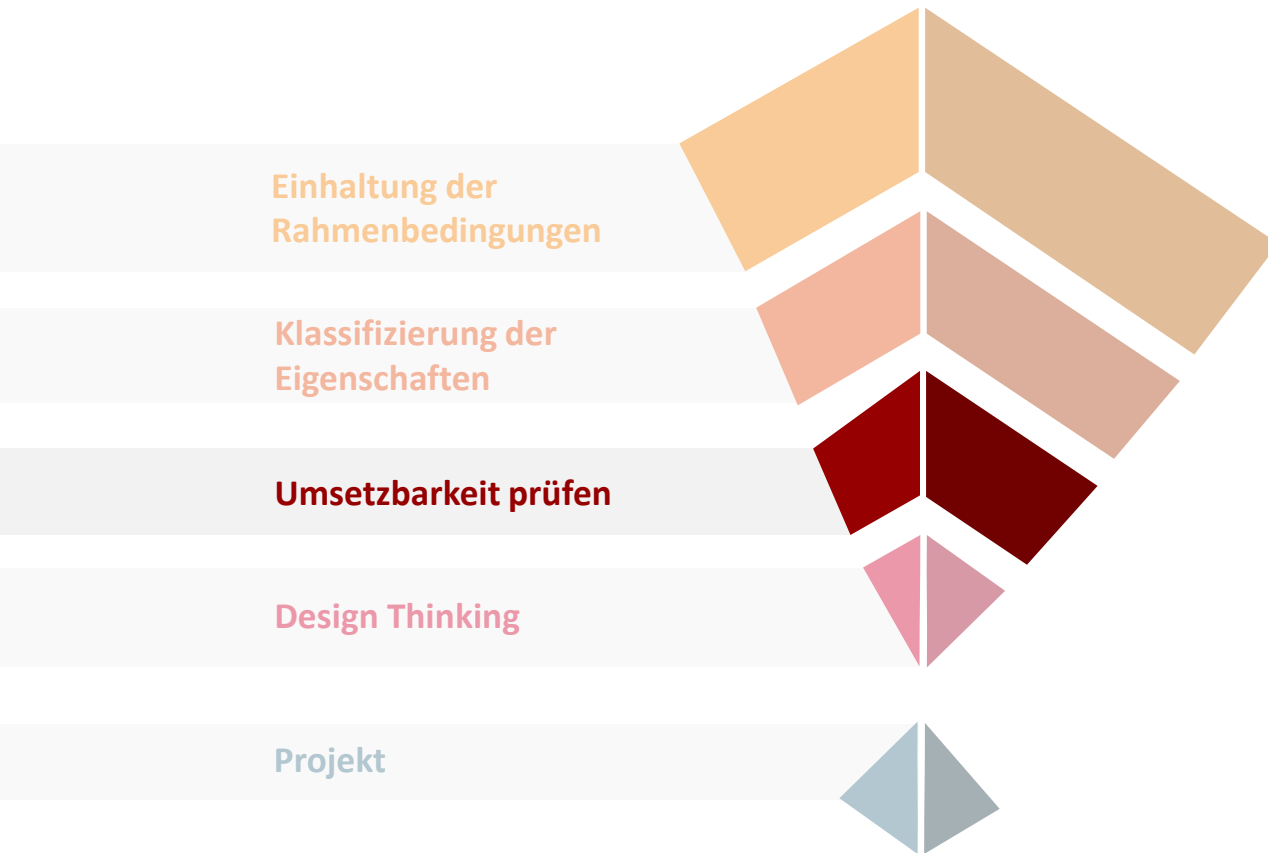 Einhaltung der
Rahmenbedingungen
Klassifizierung der
Eigenschaften
Umsetzbarkeit prüfen
Design Thinking
Projekt